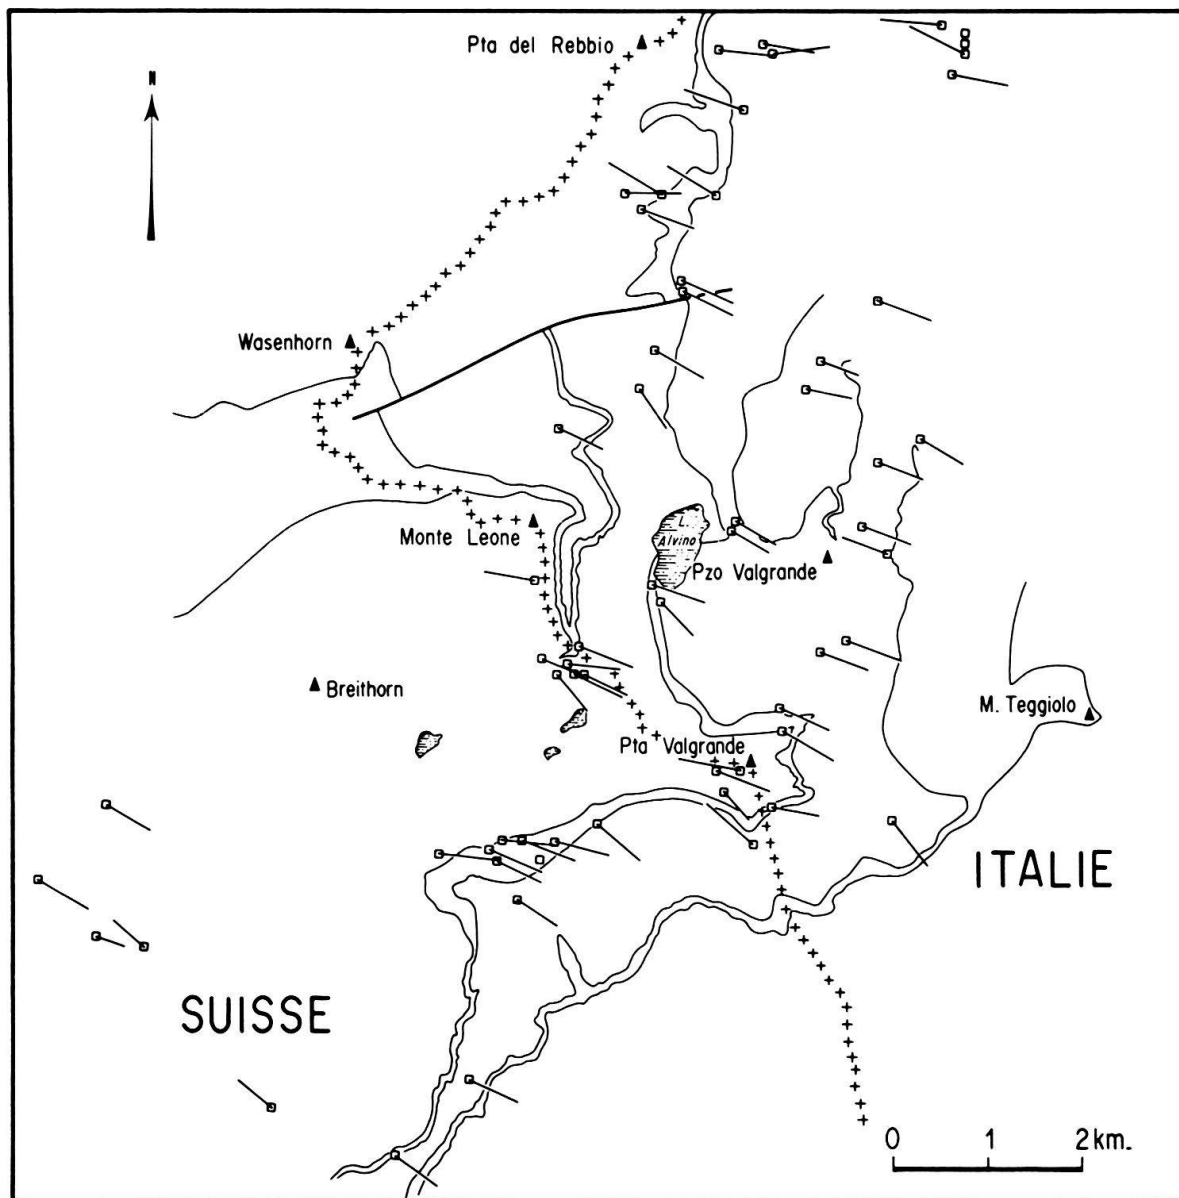 Pta del Rebbio
N
Wasenhorn
L.
Alvino
Monte Leone
Pzo Valgrande
Breithorn
M. Teggiolo
Pta Valgrande
ITALIE
SUISSE
0 1 2 km.